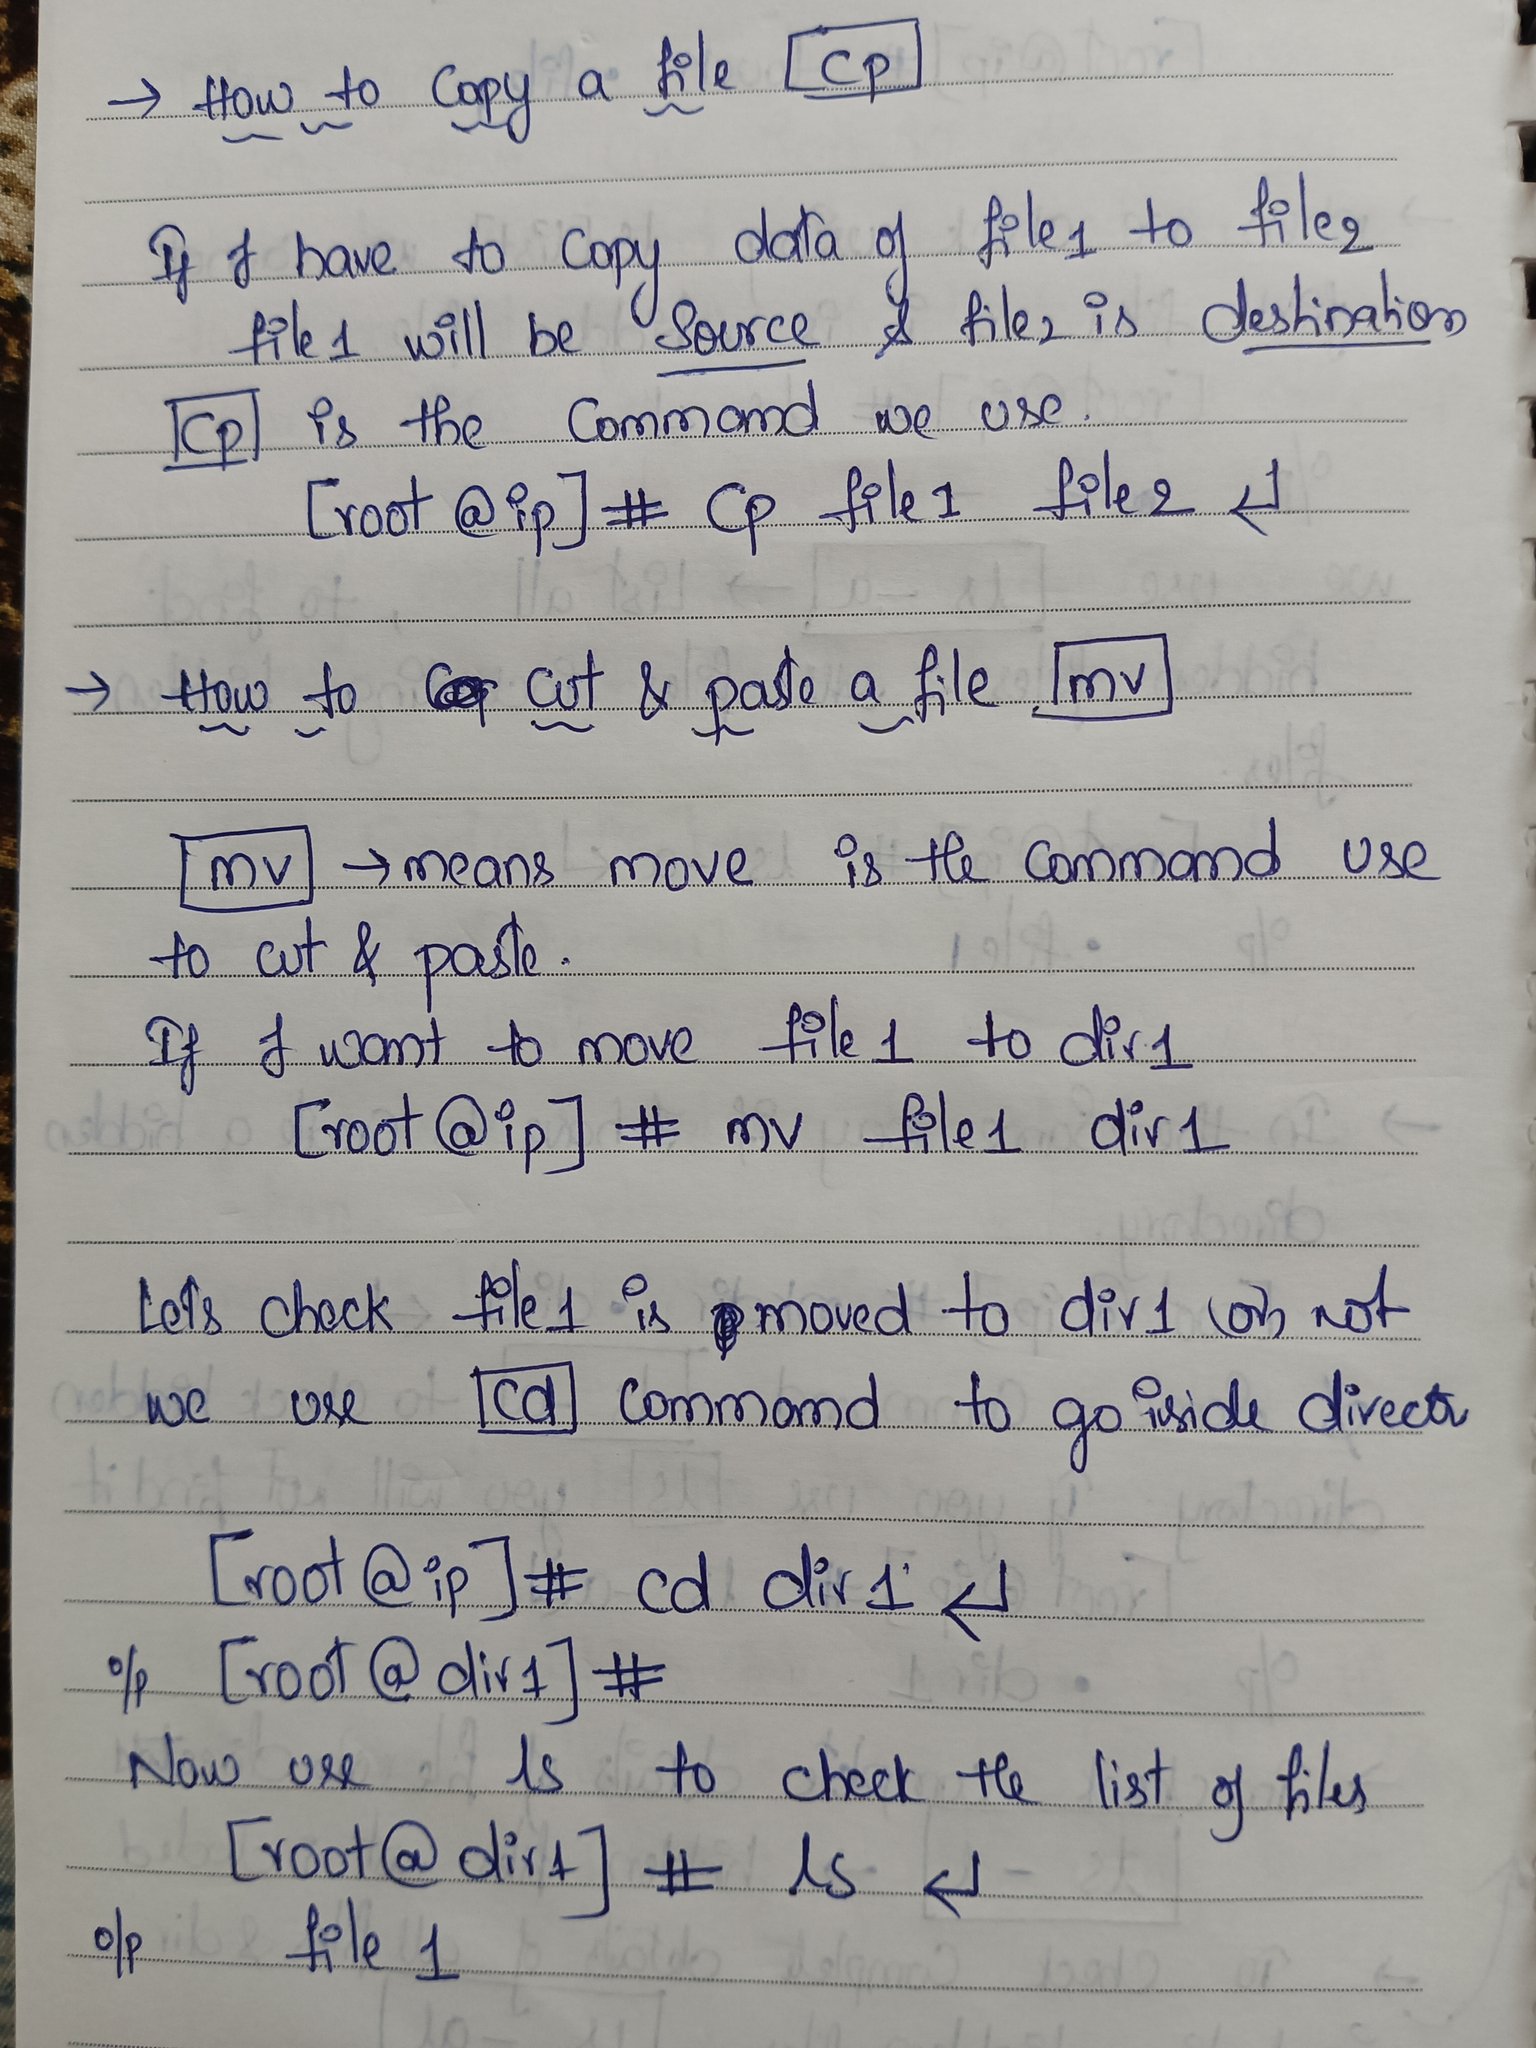 → How to Copy a file [cp]
If I have to copy data of file1 to file2
file1 will be Source & file2 is destination
[cp] is the command we use.
[root@ip]# cp file1 file2 ↵
→ How to cut & paste a file [mv]
[mv] → means move is the command use
to cut & paste.
If I want to move file1 to dir1
[root@ip] # mv file1 dir1
Lets check file1 is moved to dir1 (or) not
we use [cd] command to go inside direct
[root@ip]# cd dir1 ↵
o/p [root@dir1]#
Now use ls to check the list of files
[root@dir1] # ls ↵
o/p file 1